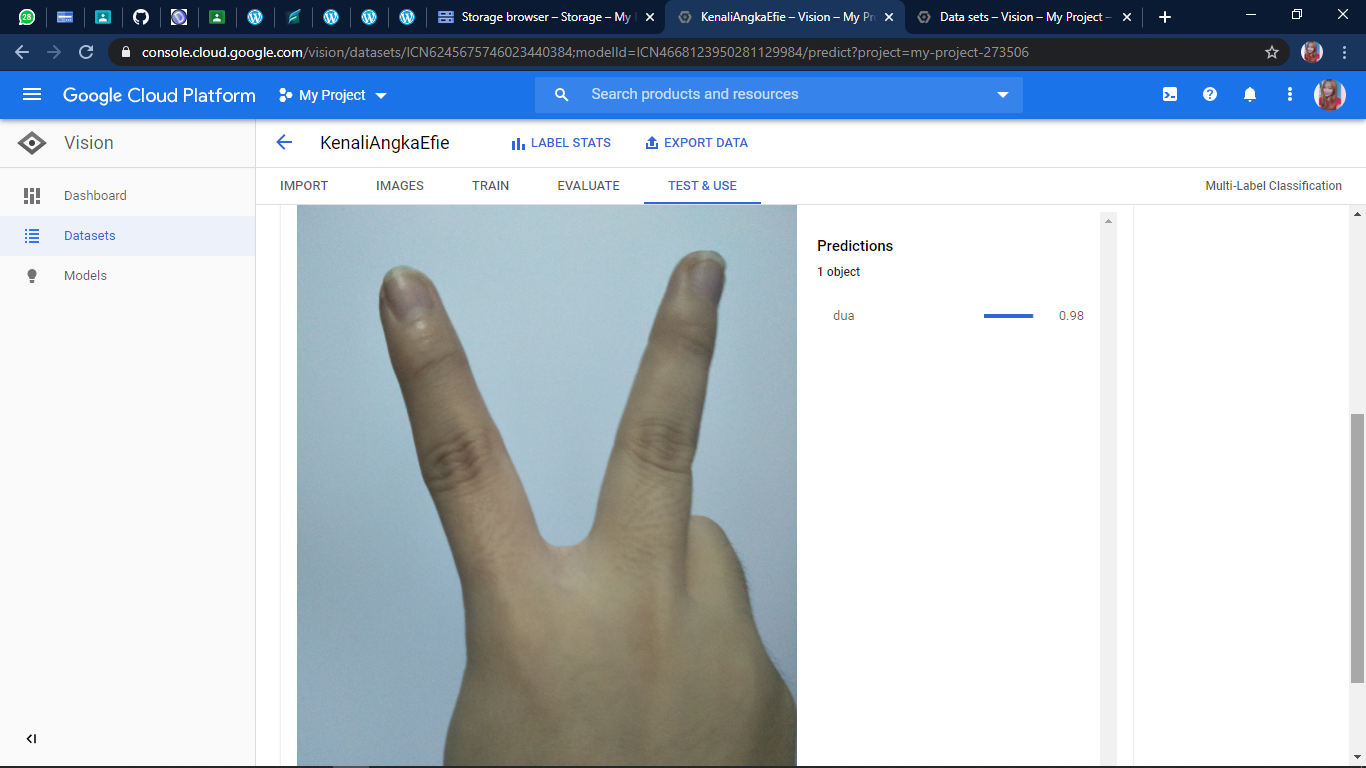 28
Storage browser – Storage – My
KenaliAngkaEfie – Vision – My Pr
Data sets – Vision – My Project –
console.cloud.google.com/vision/datasets/ICN6245675746023440384;modelId=ICN4668123950281129984/predict?project=my-project-273506
Google Cloud Platform
My Project
Search products and resources
Vision
KenaliAngkaEfie
LABEL STATS
EXPORT DATA
IMPORT
IMAGES
TRAIN
EVALUATE
TEST & USE
Multi-Label Classification
Dashboard
Datasets
Models
Predictions
1 object
dua
0.98